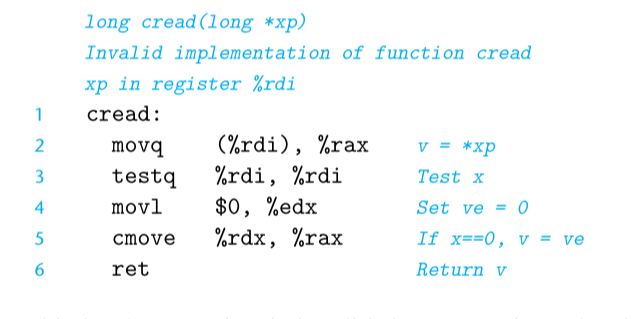 long cread(long *xp)
Invalid implementation of function cread
xp in register %rdi
1 cread:
2 movq (%rdi), %rax v = *xp
3 testq %rdi, %rdi Test x
4 movl $0, %edx Set ve = 0
5 cmove %rdx, %rax If x==0, v = ve
6 ret Return v